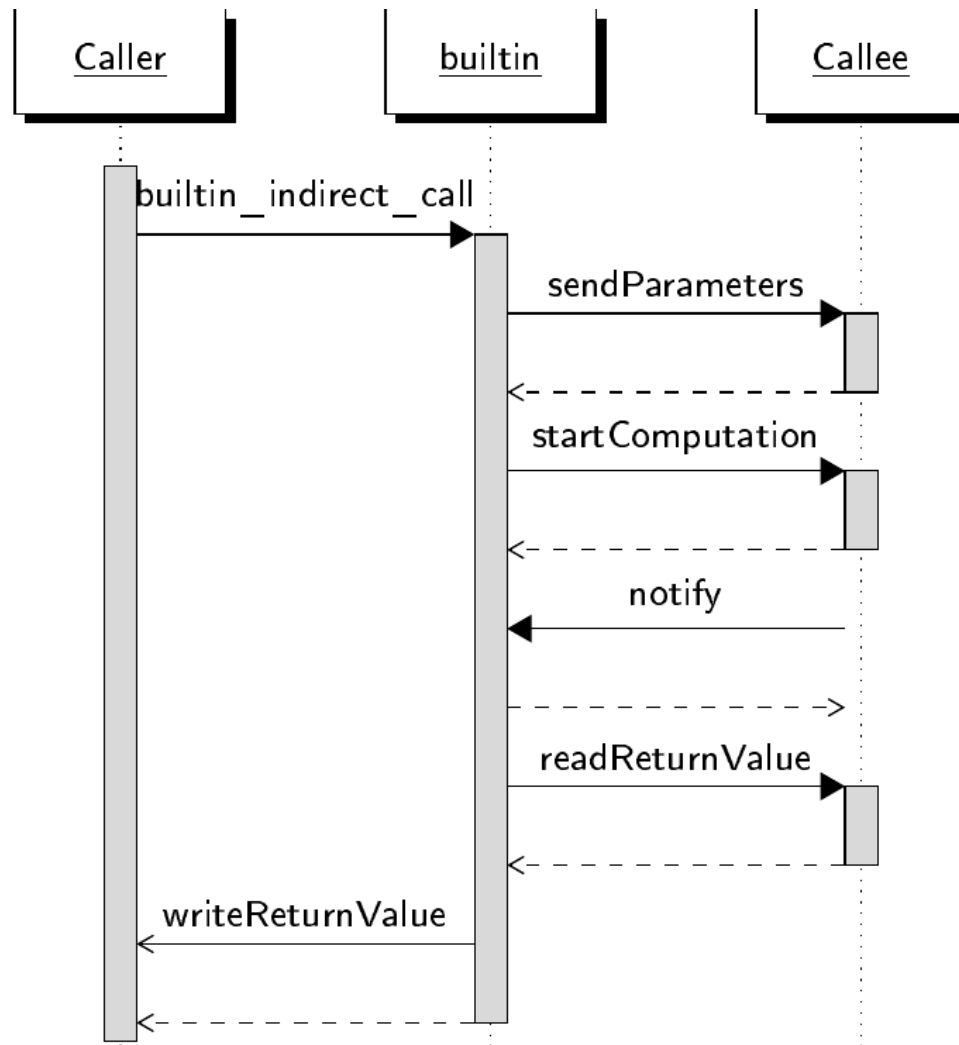 Caller
builtin
Callee
builtin_indirect_call
sendParameters
startComputation
notify
readReturnValue
writeReturnValue